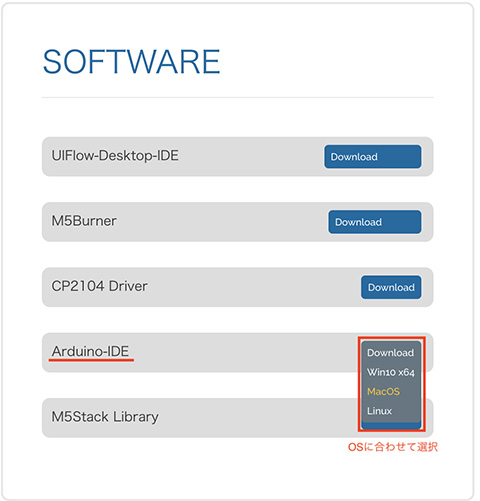 SOFTWARE
UIFlow-Desktop-IDE
Download
M5Burner
Download
CP2104 Driver
Download
Arduino-IDE
Download
Win10 x64
MacOS
Linux
M5Stack Library
OSに合わせて選択